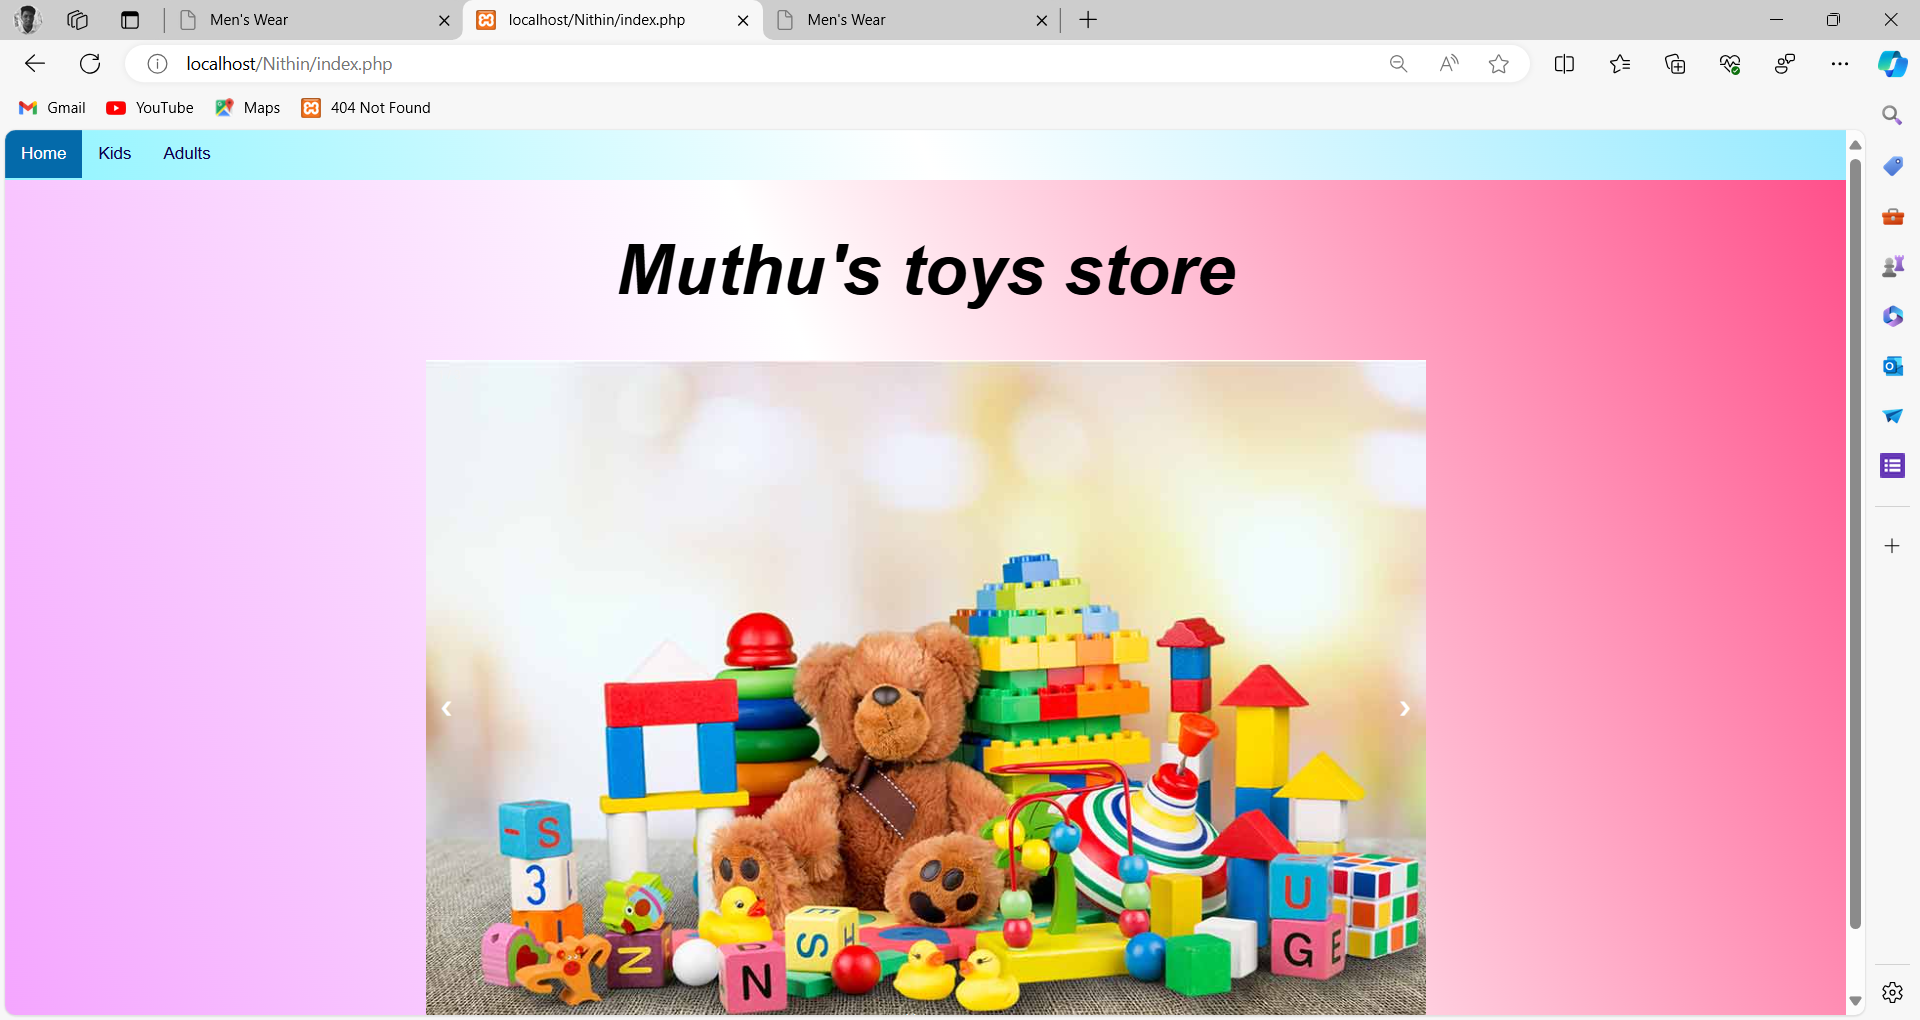 Men's Wear
localhost/Nithin/index.php
Men's Wear
localhost/Nithin/index.php
Gmail
YouTube
Maps
404 Not Found
Home
Kids
Adults
Muthu's toys store
S
3
N
N
S
E
U
G
E